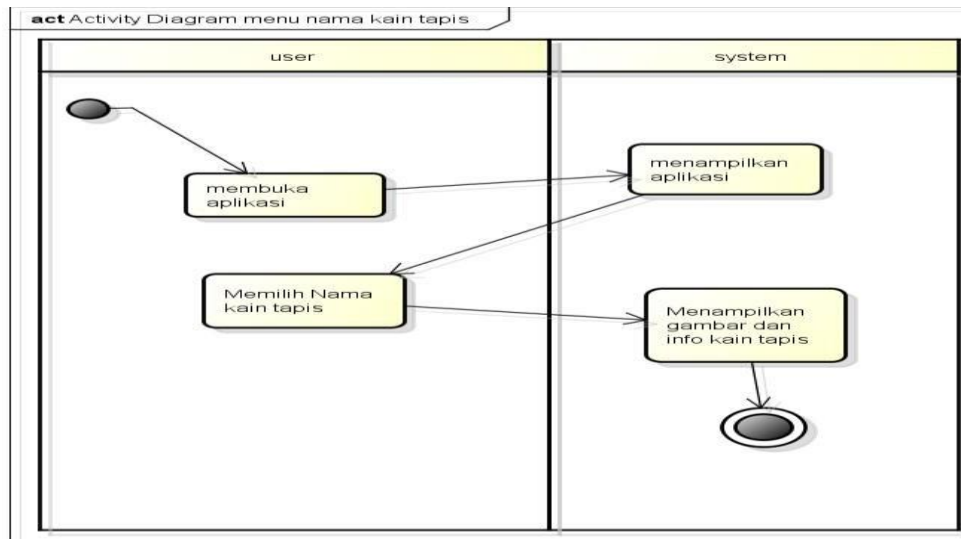 act Activity Diagram menu nama kain tapis
user
system
membuka
aplikasi
menampilkan
aplikasi
Memilih Nama
kain tapis
Menampilkan
gambar dan
info kain tapis